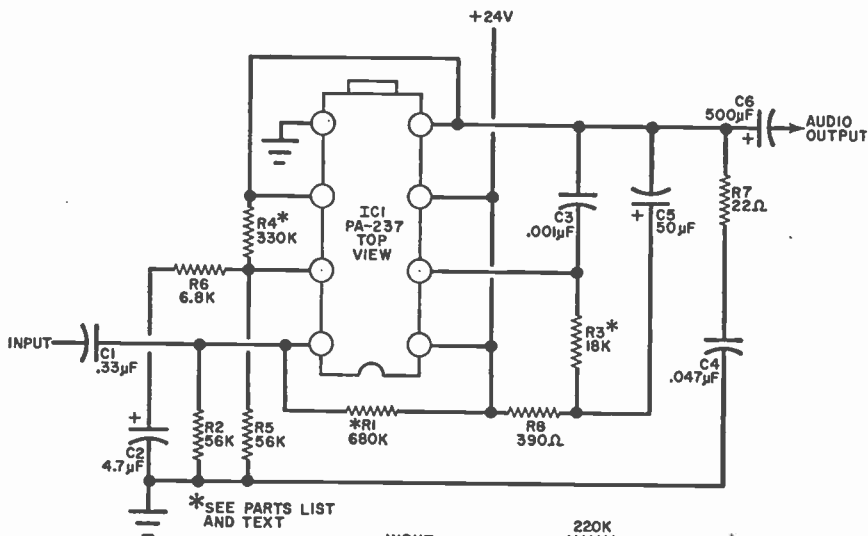 +24V
C6
500µF
+
AUDIO
OUTPUT
R4*
330K
IC1
PA-237
TOP
VIEW
C3
.001µF
+
C5
50µF
R7
22Ω
R6
6.8K
INPUT
C1
.33µF
R3*
18K
C4
.047µF
+
C2
4.7µF
R2
56K
R5
56K
*R1
680K
R8
390Ω
*SEE PARTS LIST
AND TEXT
INPUT
220K